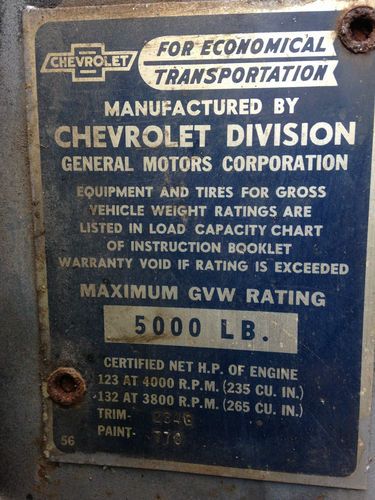 CHEVROLET
FOR ECONOMICAL
TRANSPORTATION
MANUFACTURED BY
CHEVROLET DIVISION
GENERAL MOTORS CORPORATION
EQUIPMENT AND TIRES FOR GROSS
VEHICLE WEIGHT RATINGS ARE
LISTED IN LOAD CAPACITY CHART
OF INSTRUCTION BOOKLET
WARRANTY VOID IF RATING IS EXCEEDED
MAXIMUM GVW RATING
5000 LB.
CERTIFIED NET H.P. OF ENGINE
123 AT 4000 R.P.M. (235 CU. IN.)
132 AT 3800 R.P.M. (265 CU. IN.)
TRIM-
PAINT-
56